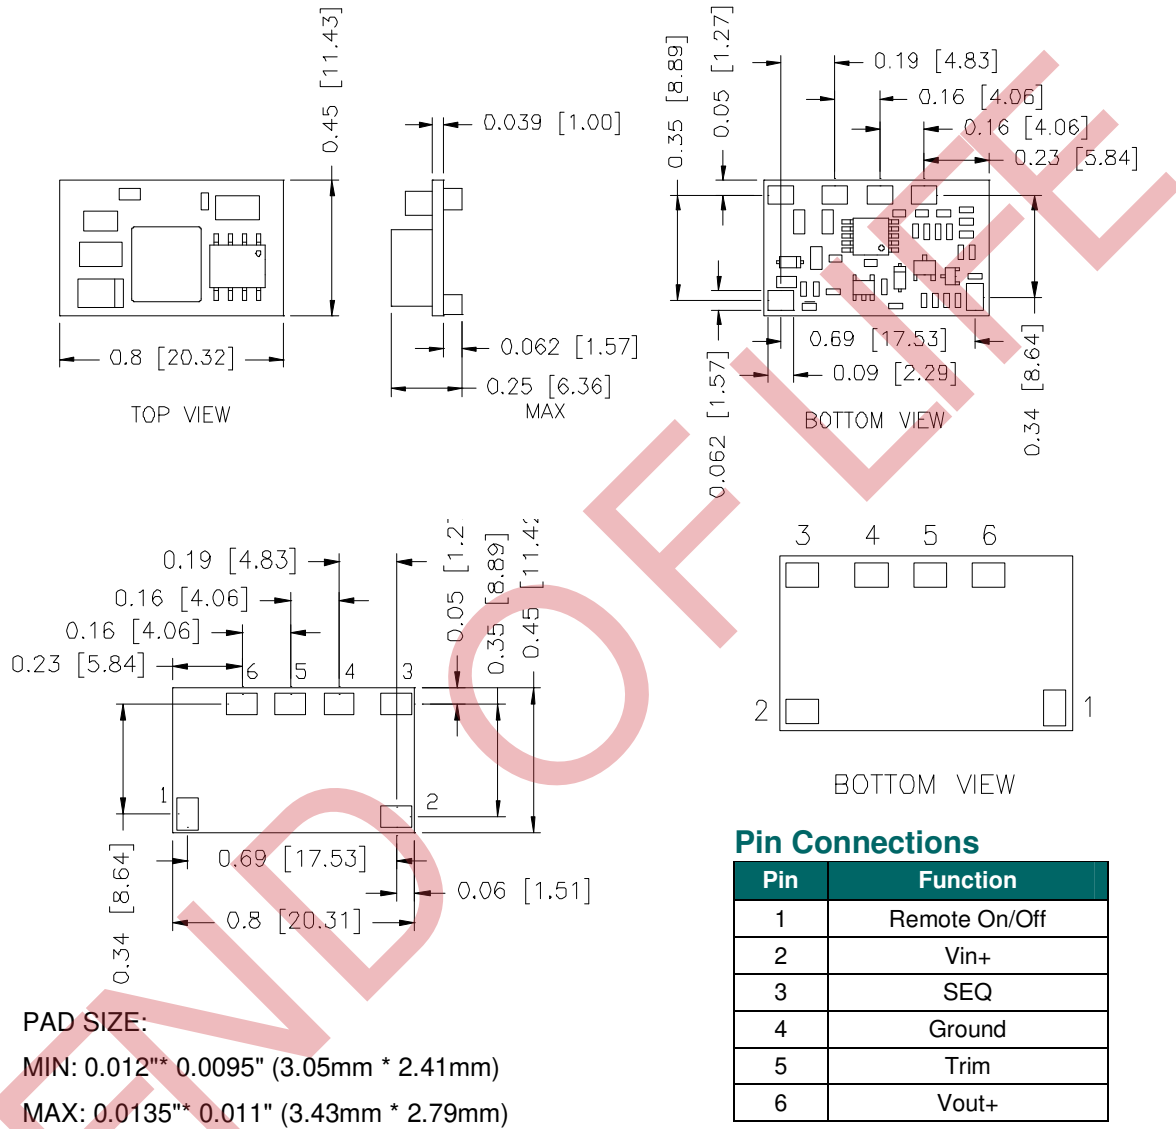 0.45 [11.43]
0.039 [1.00]
0.8 [20.32]
TOP VIEW
0.062 [1.57]
0.25 [6.36]
MAX
0.35 [8.89]
0.05 [1.27]
0.19 [4.83]
0.16 [4.06]
0.16 [4.06]
0.23 [5.84]
0.69 [17.53]
0.09 [2.29]
0.062 [1.57]
0.34 [8.64]
BOTTOM VIEW
0.19 [4.83]
0.16 [4.06]
0.16 [4.06]
0.23 [5.84]
0.05 [1.2
0.35 [8.89]
0.45 [11.42
6 5 4 3
1 2
0.69 [17.53]
0.06 [1.51]
0.8 [20.31]
0.34 [8.64]
3 4 5 6
2 1
BOTTOM VIEW
Pin Connections
Pin Function
1 Remote On/Off
2 Vin+
3 SEQ
4 Ground
5 Trim
6 Vout+
PAD SIZE:
MIN: 0.012"* 0.0095" (3.05mm * 2.41mm)
MAX: 0.0135"* 0.011" (3.43mm * 2.79mm)
END OF LIFE